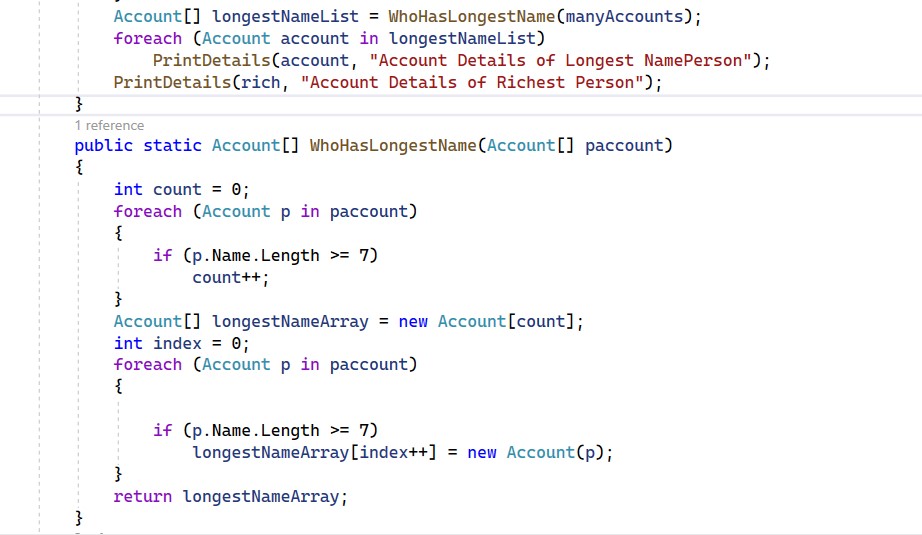 Account[] longestNameList = WhoHasLongestName(manyAccounts);
foreach (Account account in longestNameList)
PrintDetails(account, "Account Details of Longest NamePerson");
PrintDetails(rich, "Account Details of Richest Person");
}
1 reference
public static Account[] WhoHasLongestName(Account[] paccount)
{
int count = 0;
foreach (Account p in paccount)
{
if (p.Name.Length >= 7)
count++;
}
Account[] longestNameArray = new Account[count];
int index = 0;
foreach (Account p in paccount)
{
if (p.Name.Length >= 7)
longestNameArray[index++] = new Account(p);
}
return longestNameArray;
}